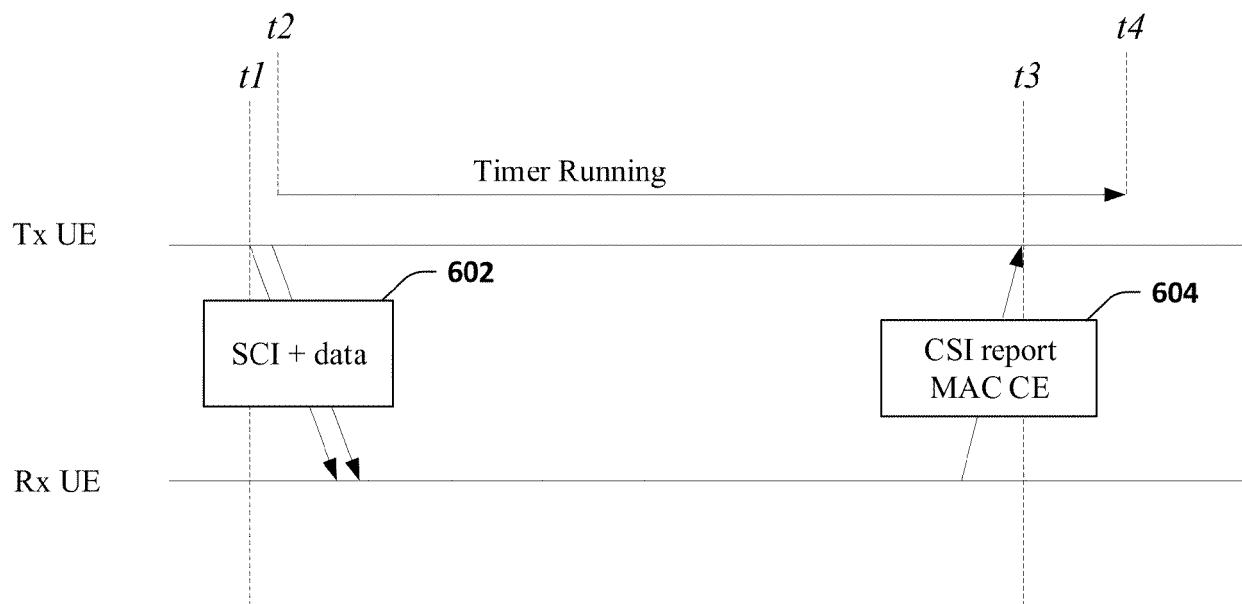 t2
t4
t1
t3
Timer Running
Tx UE
602
604
SCI + data
CSI report
MAC CE
Rx UE